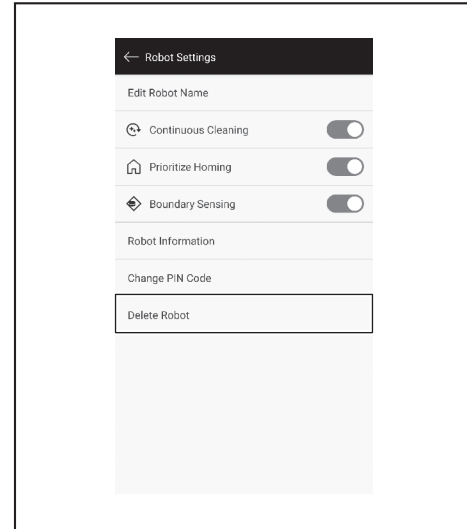 Robot Settings
Edit Robot Name
Continuous Cleaning
Prioritize Homing
Boundary Sensing
Robot Information
Change PIN Code
Delete Robot